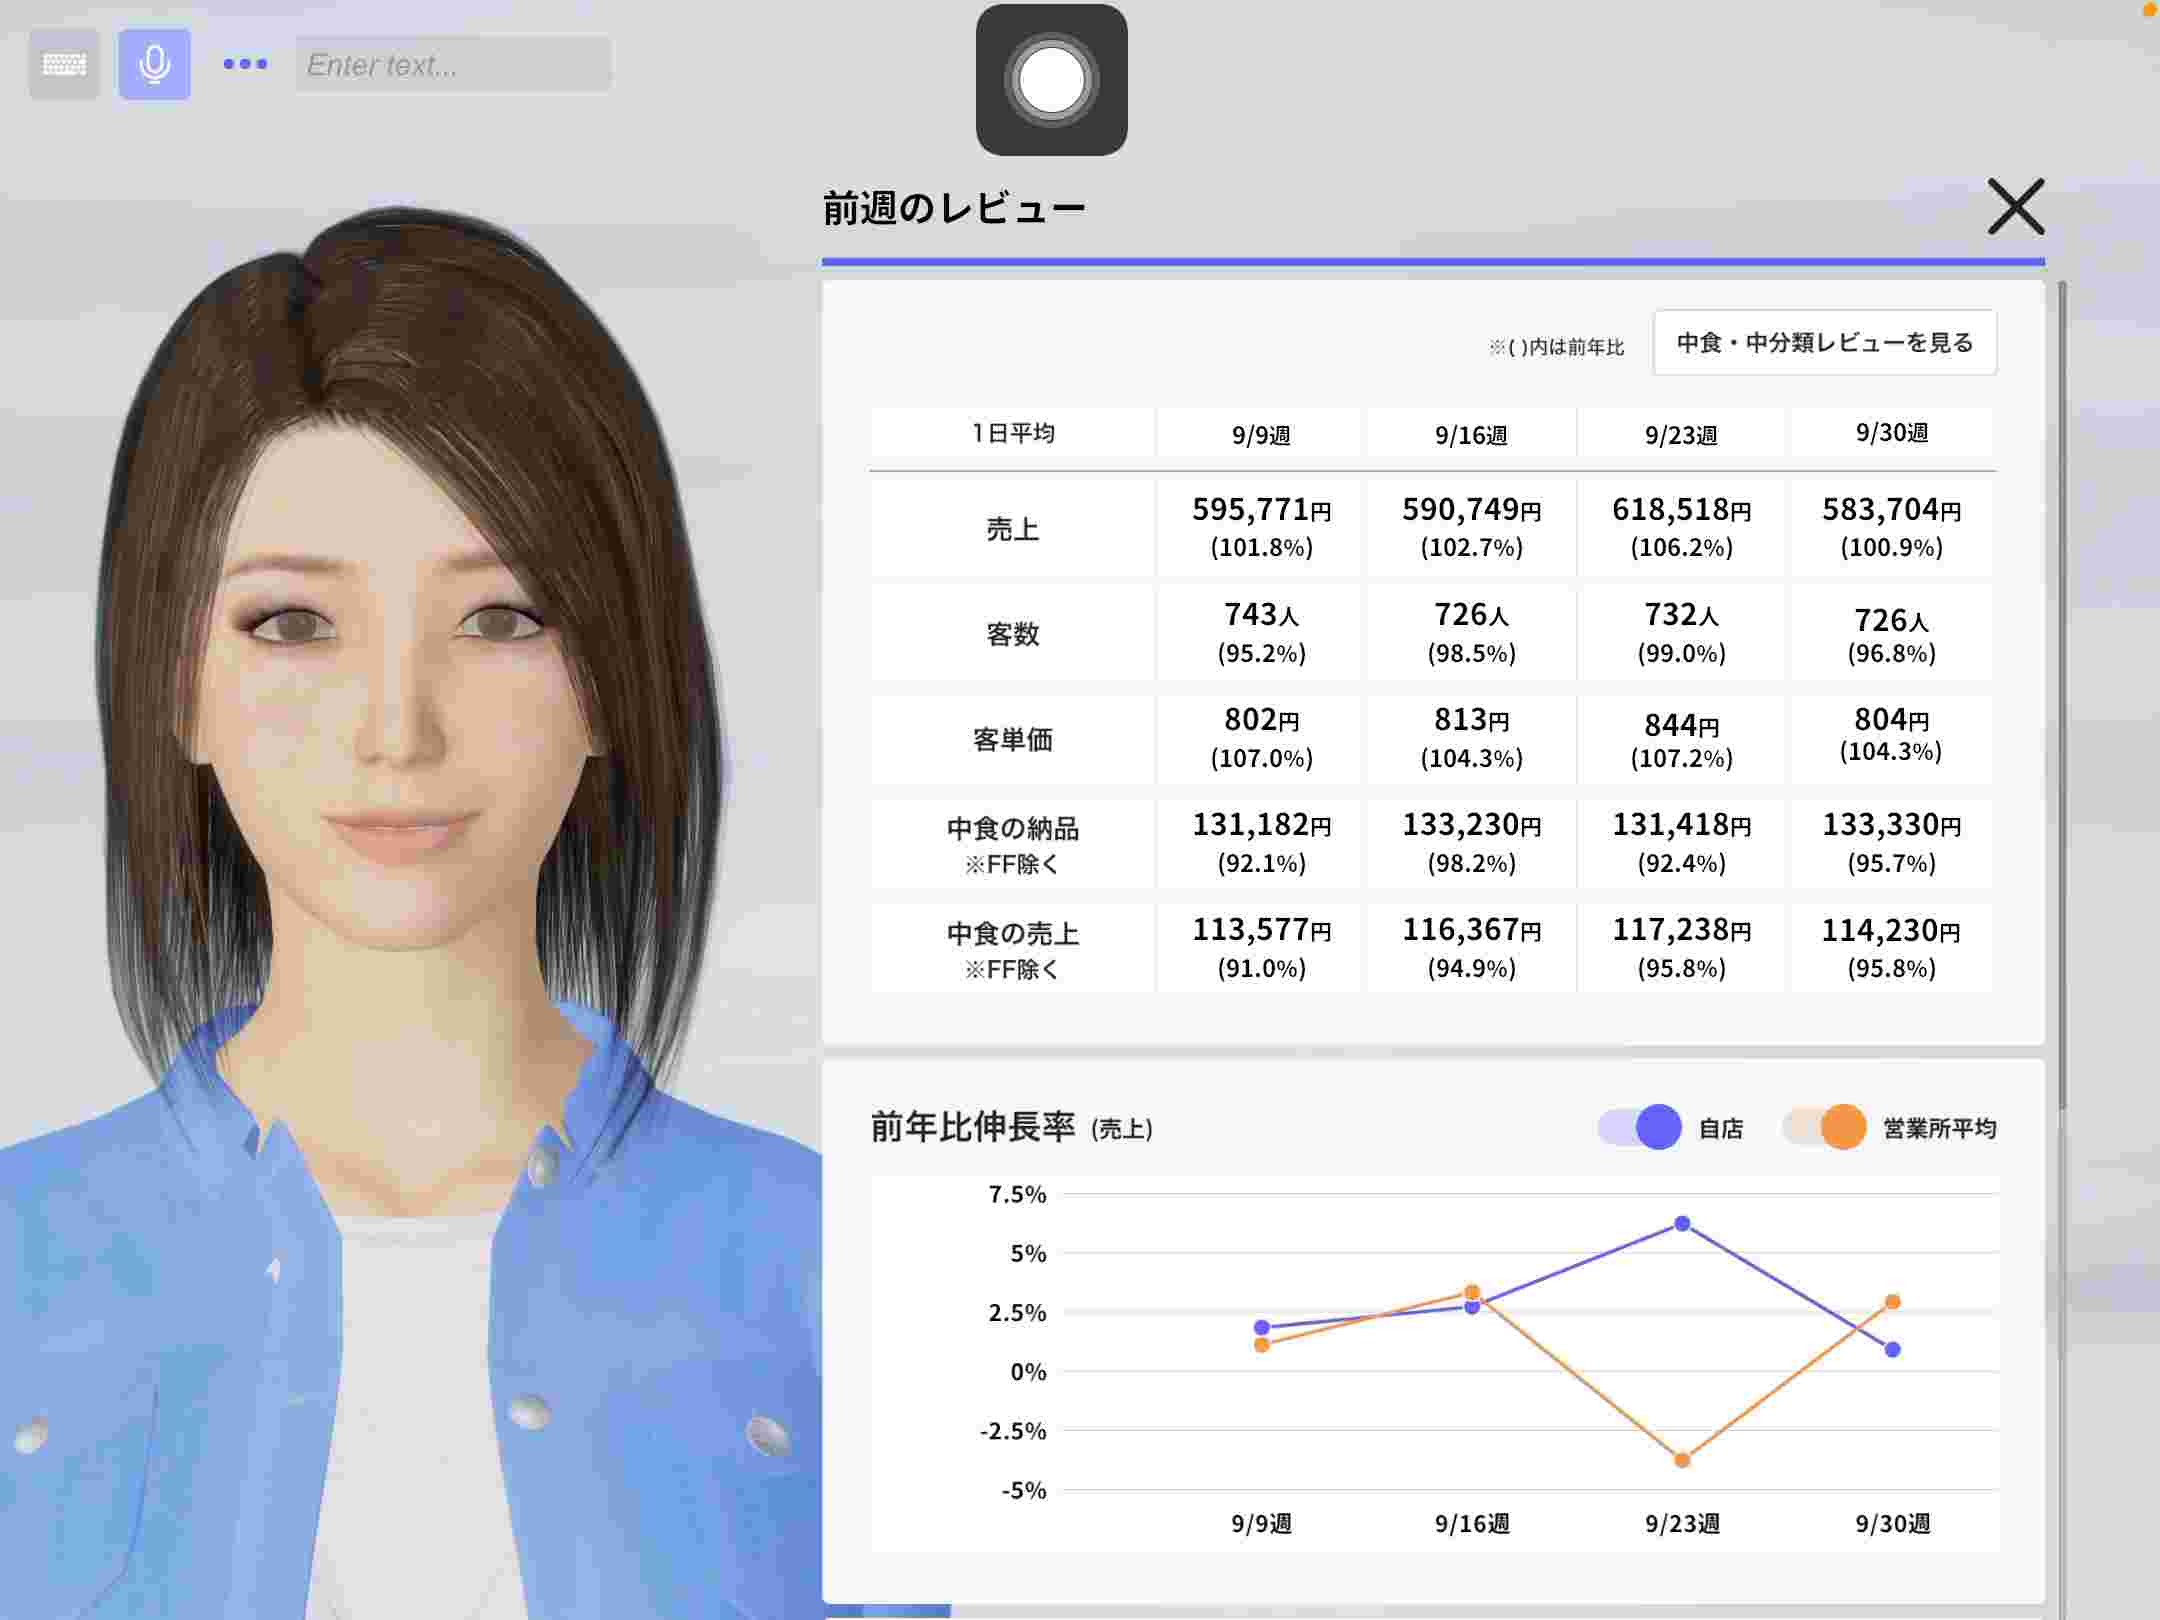 Enter text...
前週のレビュー
※( )内は前年比
中食・中分類レビューを見る
1日平均 9/9週 9/16週 9/23週 9/30週
売上 595,771円 590,749円 618,518円 583,704円
(101.8%) (102.7%) (106.2%) (100.9%)
客数 743人 726人 732人 726人
(95.2%) (98.5%) (99.0%) (96.8%)
客単価 802円 813円 844円 804円
(107.0%) (104.3%) (107.2%) (104.3%)
中食の納品 131,182円 133,230円 131,418円 133,330円
※FF除く (92.1%) (98.2%) (92.4%) (95.7%)
中食の売上 113,577円 116,367円 117,238円 114,230円
※FF除く (91.0%) (94.9%) (95.8%) (95.8%)
前年比伸長率 (売上) 自店 営業所平均
7.5%
5%
2.5%
0%
-2.5%
-5%
9/9週 9/16週 9/23週 9/30週